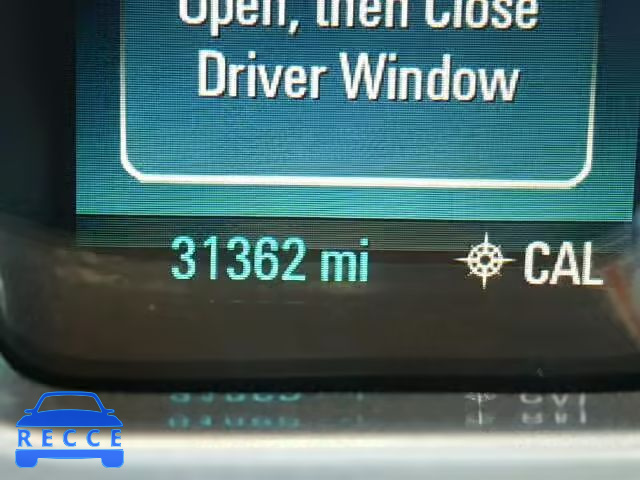 Open, then Close
Driver Window
31362 mi
CAL
RECCE